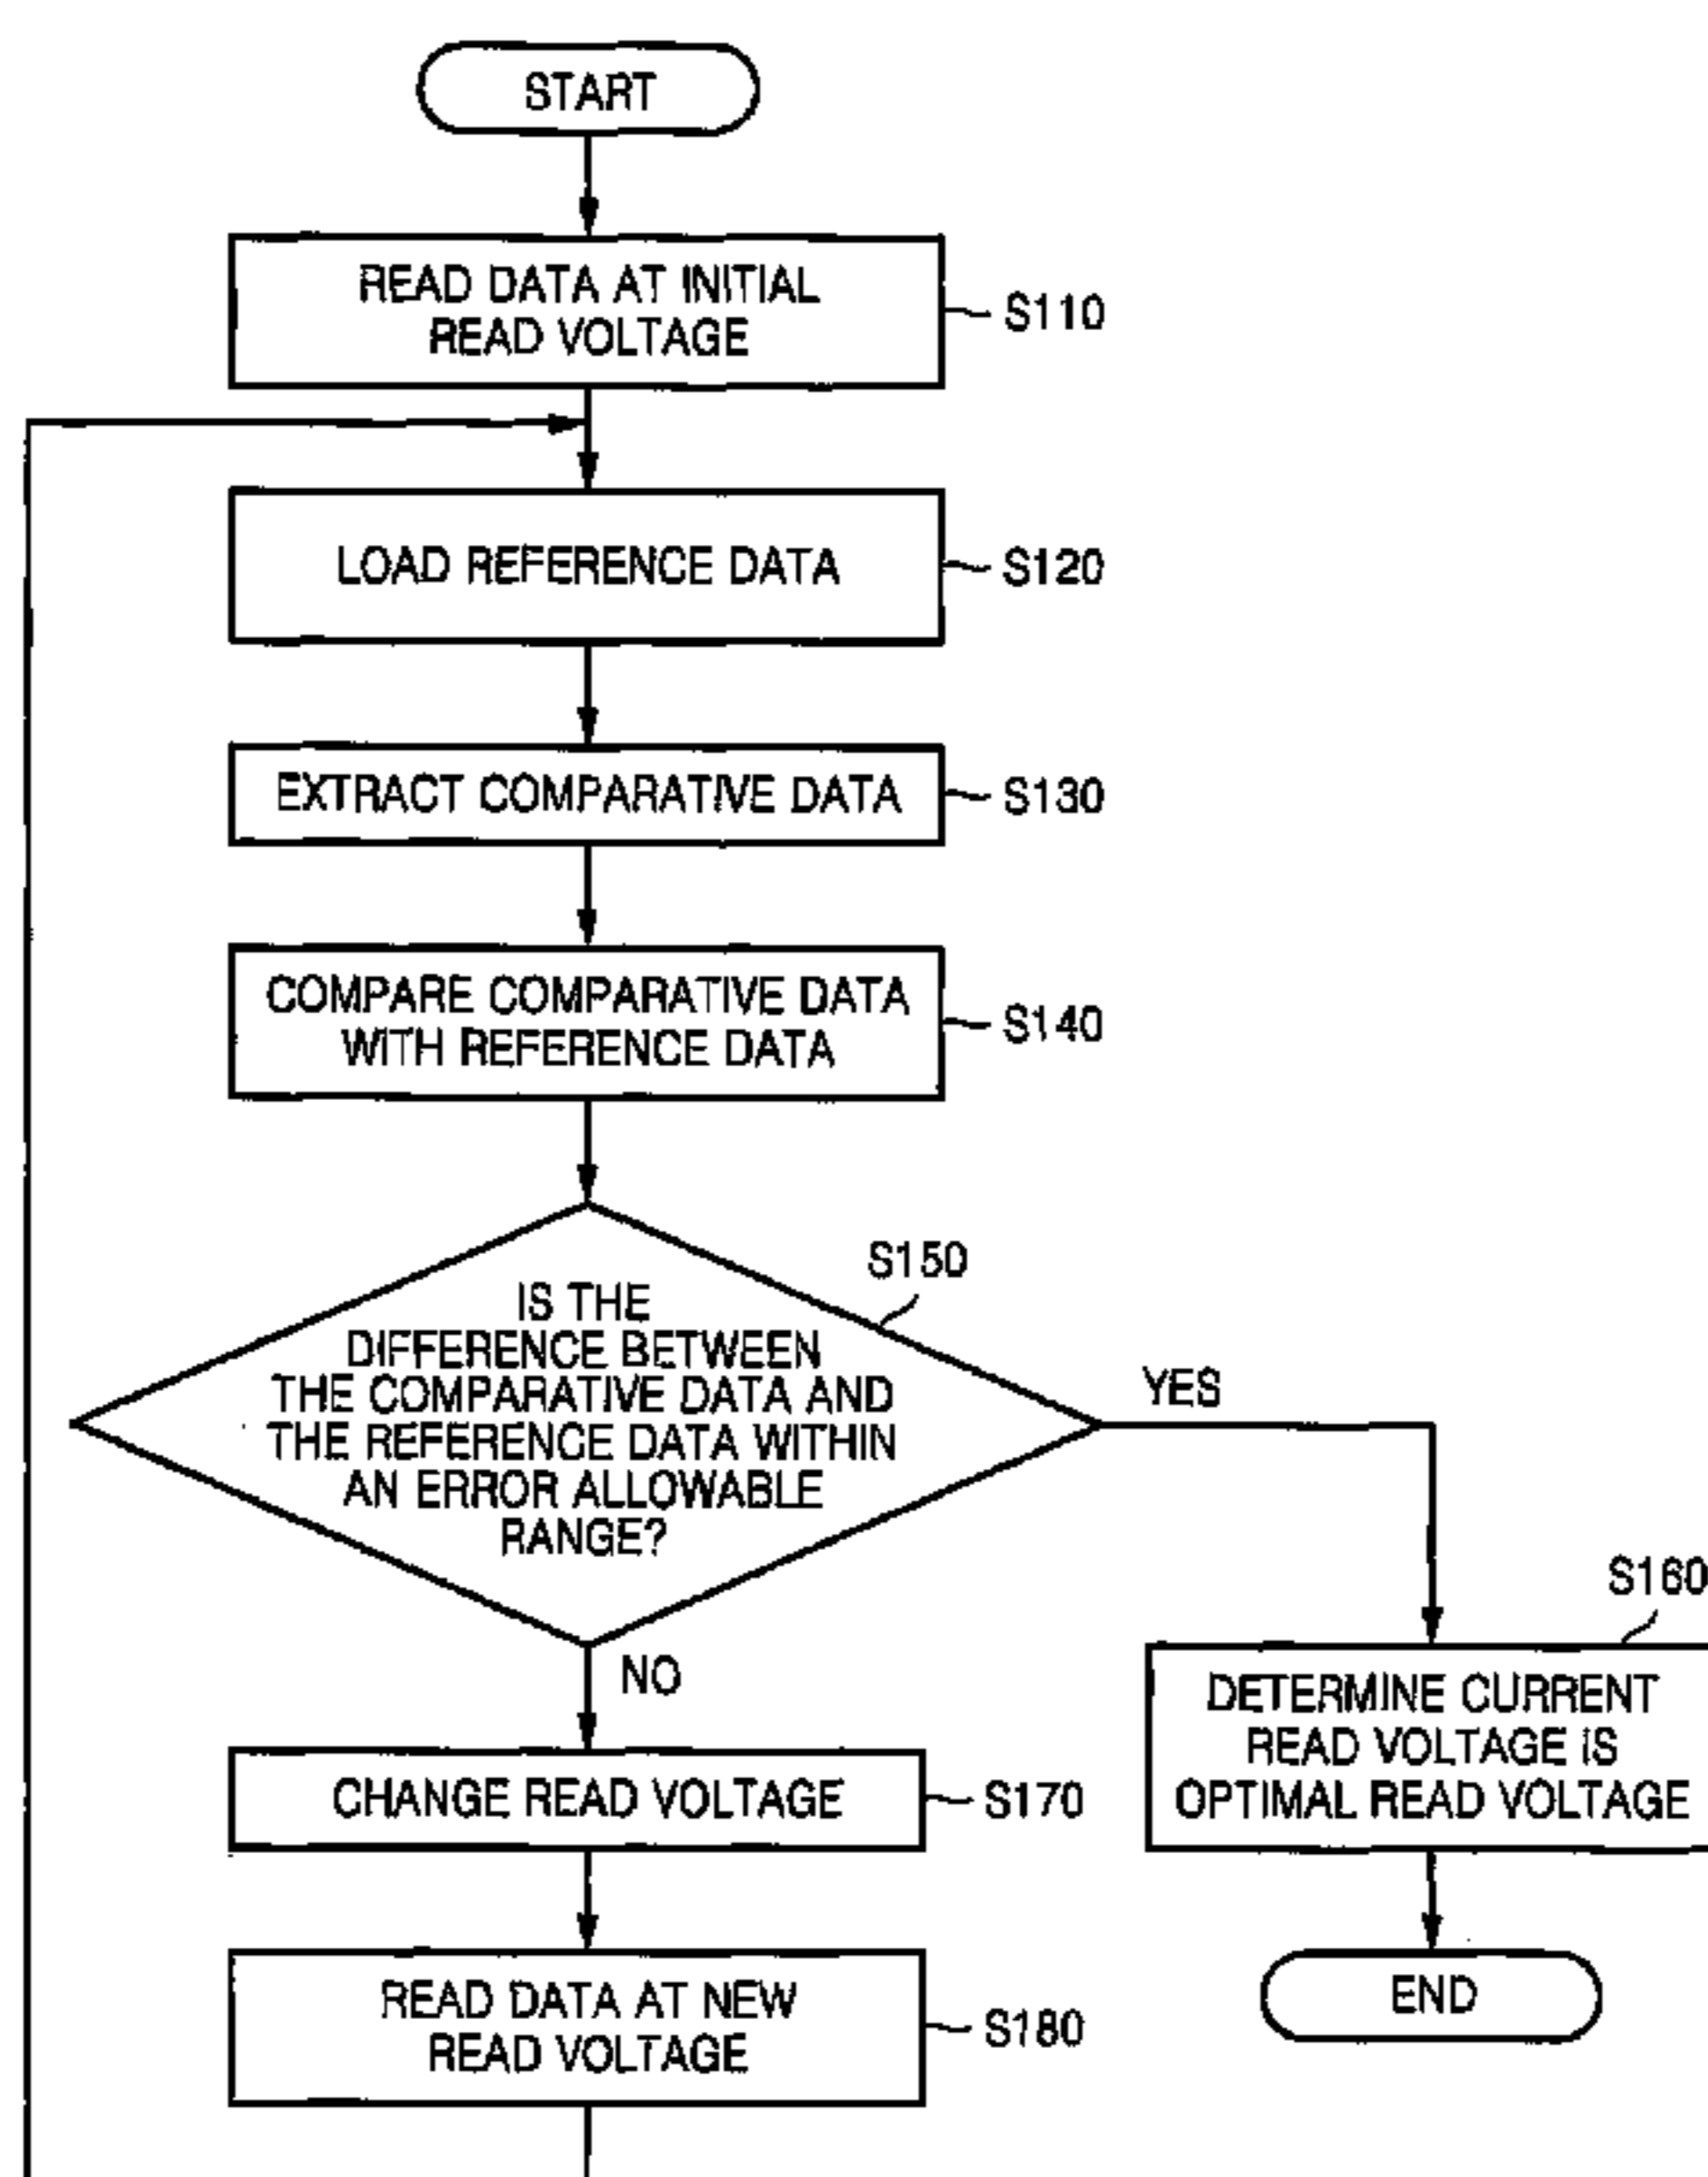 START
READ DATA AT INITIAL
READ VOLTAGE
S110
LOAD REFERENCE DATA
S120
EXTRACT COMPARATIVE DATA
S130
COMPARE COMPARATIVE DATA
WITH REFERENCE DATA
S140
S150
IS THE
DIFFERENCE BETWEEN
THE COMPARATIVE DATA AND
THE REFERENCE DATA WITHIN
AN ERROR ALLOWABLE
RANGE?
YES
NO
S160
DETERMINE CURRENT
READ VOLTAGE IS
OPTIMAL READ VOLTAGE
CHANGE READ VOLTAGE
S170
READ DATA AT NEW
READ VOLTAGE
S180
END